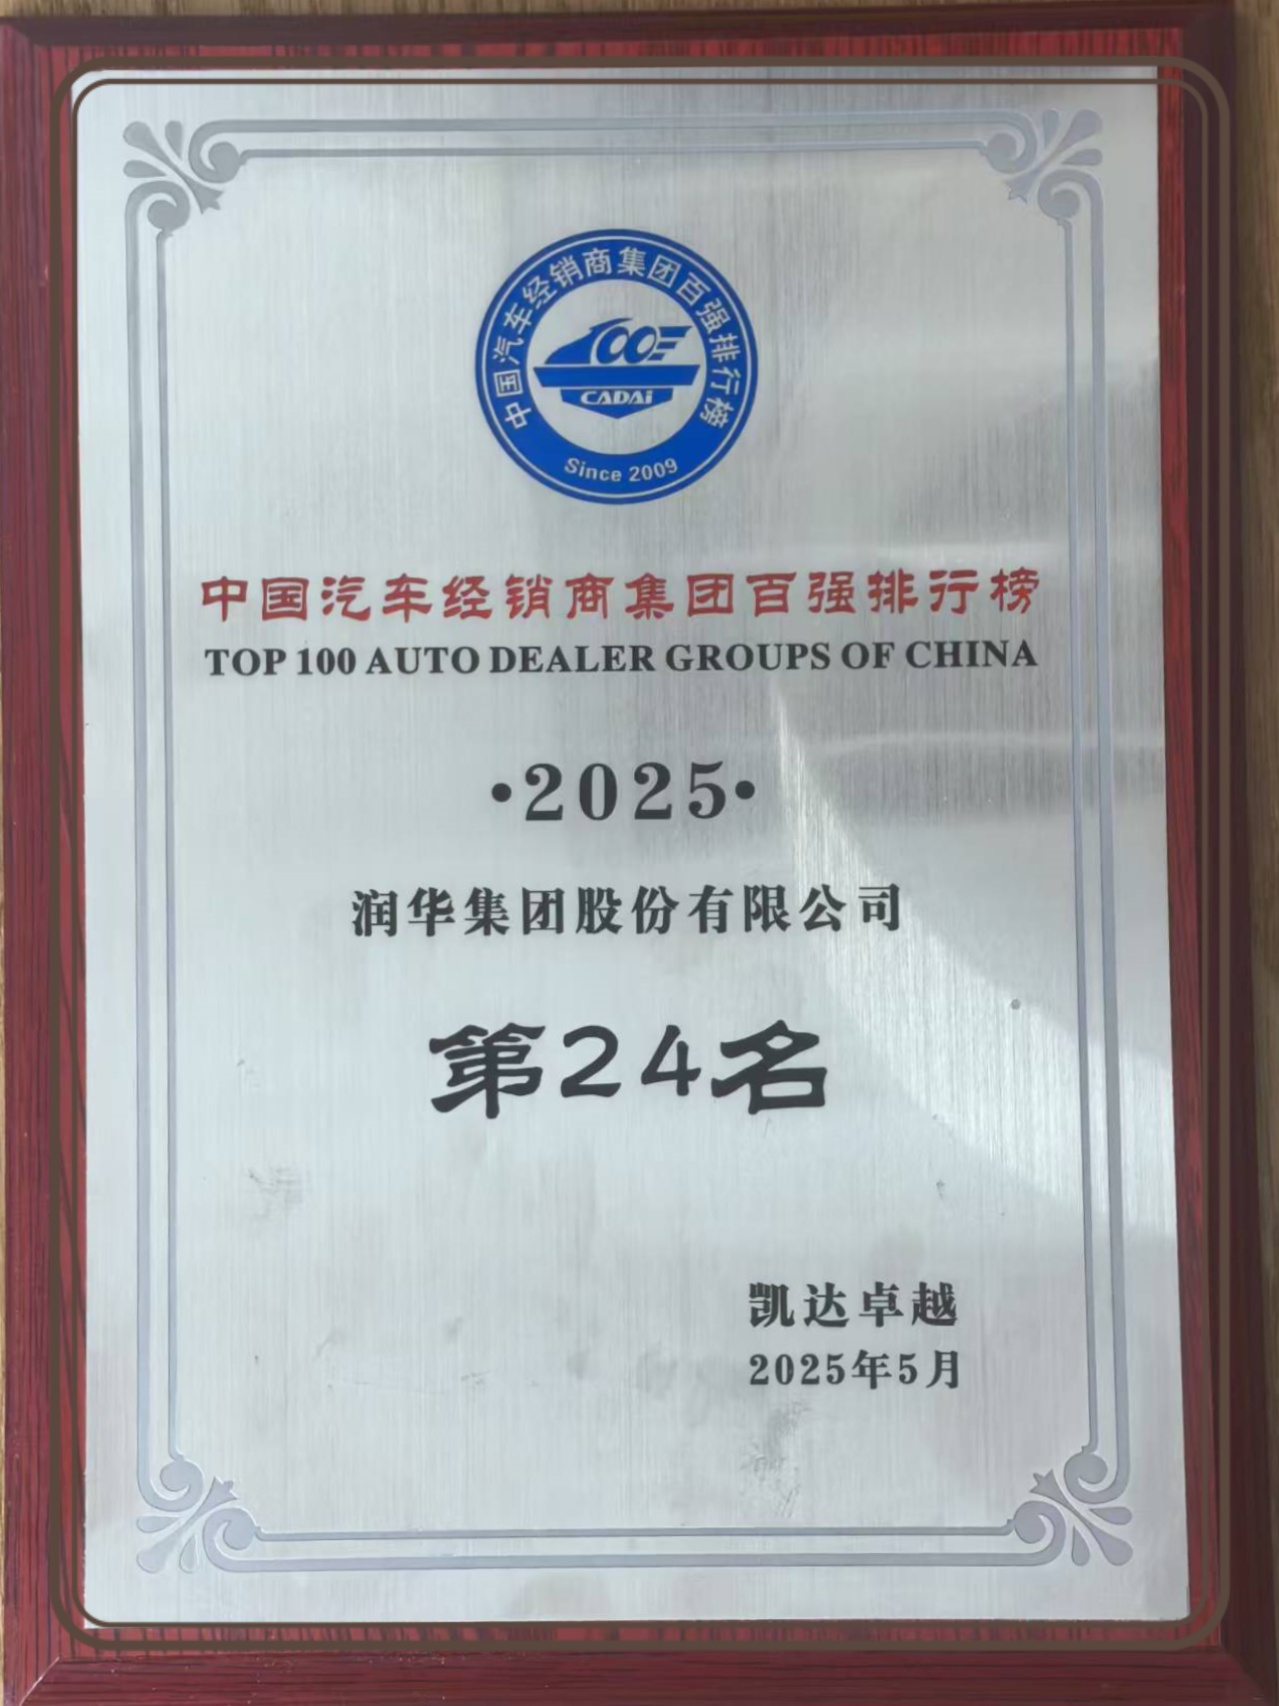 中国汽车经销商集团百强排行榜
100
CADAi
Since 2009
中国汽车经销商集团百强排行榜
TOP 100 AUTO DEALER GROUPS OF CHINA
·2025·
润华集团股份有限公司
第24名
凯达卓越
2025年5月